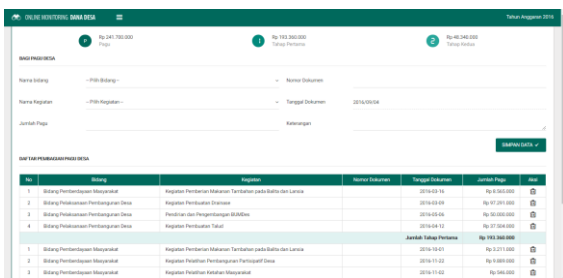 ONLINE MONITORING DANA DESA
Tahun Anggaran 2016
P Rp 241.700.000 Pagu
1 Rp 193.360.000 Tahap Pertama
2 Rp 48.340.000 Tahap Kedua
BAGI PAGU DESA
Nama Bidang - Pilih Bidang - Nomor Dokumen
Nama Kegiatan - Pilih Kegiatan - Tanggal Dokumen 2016/09/04
Jumlah Pagu Keterangan
SIMPAN DATA ✓
DAFTAR PEMBAGIAN PAGU DESA
No Bidang Kegiatan Nomor Dokumen Tanggal Dokumen Jumlah Pagu Aksi
1 Bidang Pemberdayaan Masyarakat Kegiatan Pemberian Makanan Tambahan pada Balita dan Lansia 2016-03-16 Rp 8.565.000
2 Bidang Pelaksanaan Pembangunan Desa Kegiatan Pembuatan Drainase 2016-03-09 Rp 97.291.000
3 Bidang Pelaksanaan Pembangunan Desa Pendirian dan Pengembangan BUMDes 2016-05-06 Rp 50.000.000
4 Bidang Pelaksanaan Pembangunan Desa Kegiatan Pembuatan Talud 2016-04-12 Rp 37.504.000
Jumlah Tahap Pertama Rp 193.360.000
1 Bidang Pemberdayaan Masyarakat Kegiatan Pemberian Makanan Tambahan pada Balita dan Lansia 2016-10-01 Rp 3.211.000
2 Bidang Pemberdayaan Masyarakat Kegiatan Pelatihan Pembangunan Partisipatif Desa 2016-11-22 Rp 9.889.000
3 Bidang Pemberdayaan Masyarakat Kegiatan Pelatihan Ketahan Masyarakat 2016-11-02 Rp 546.000